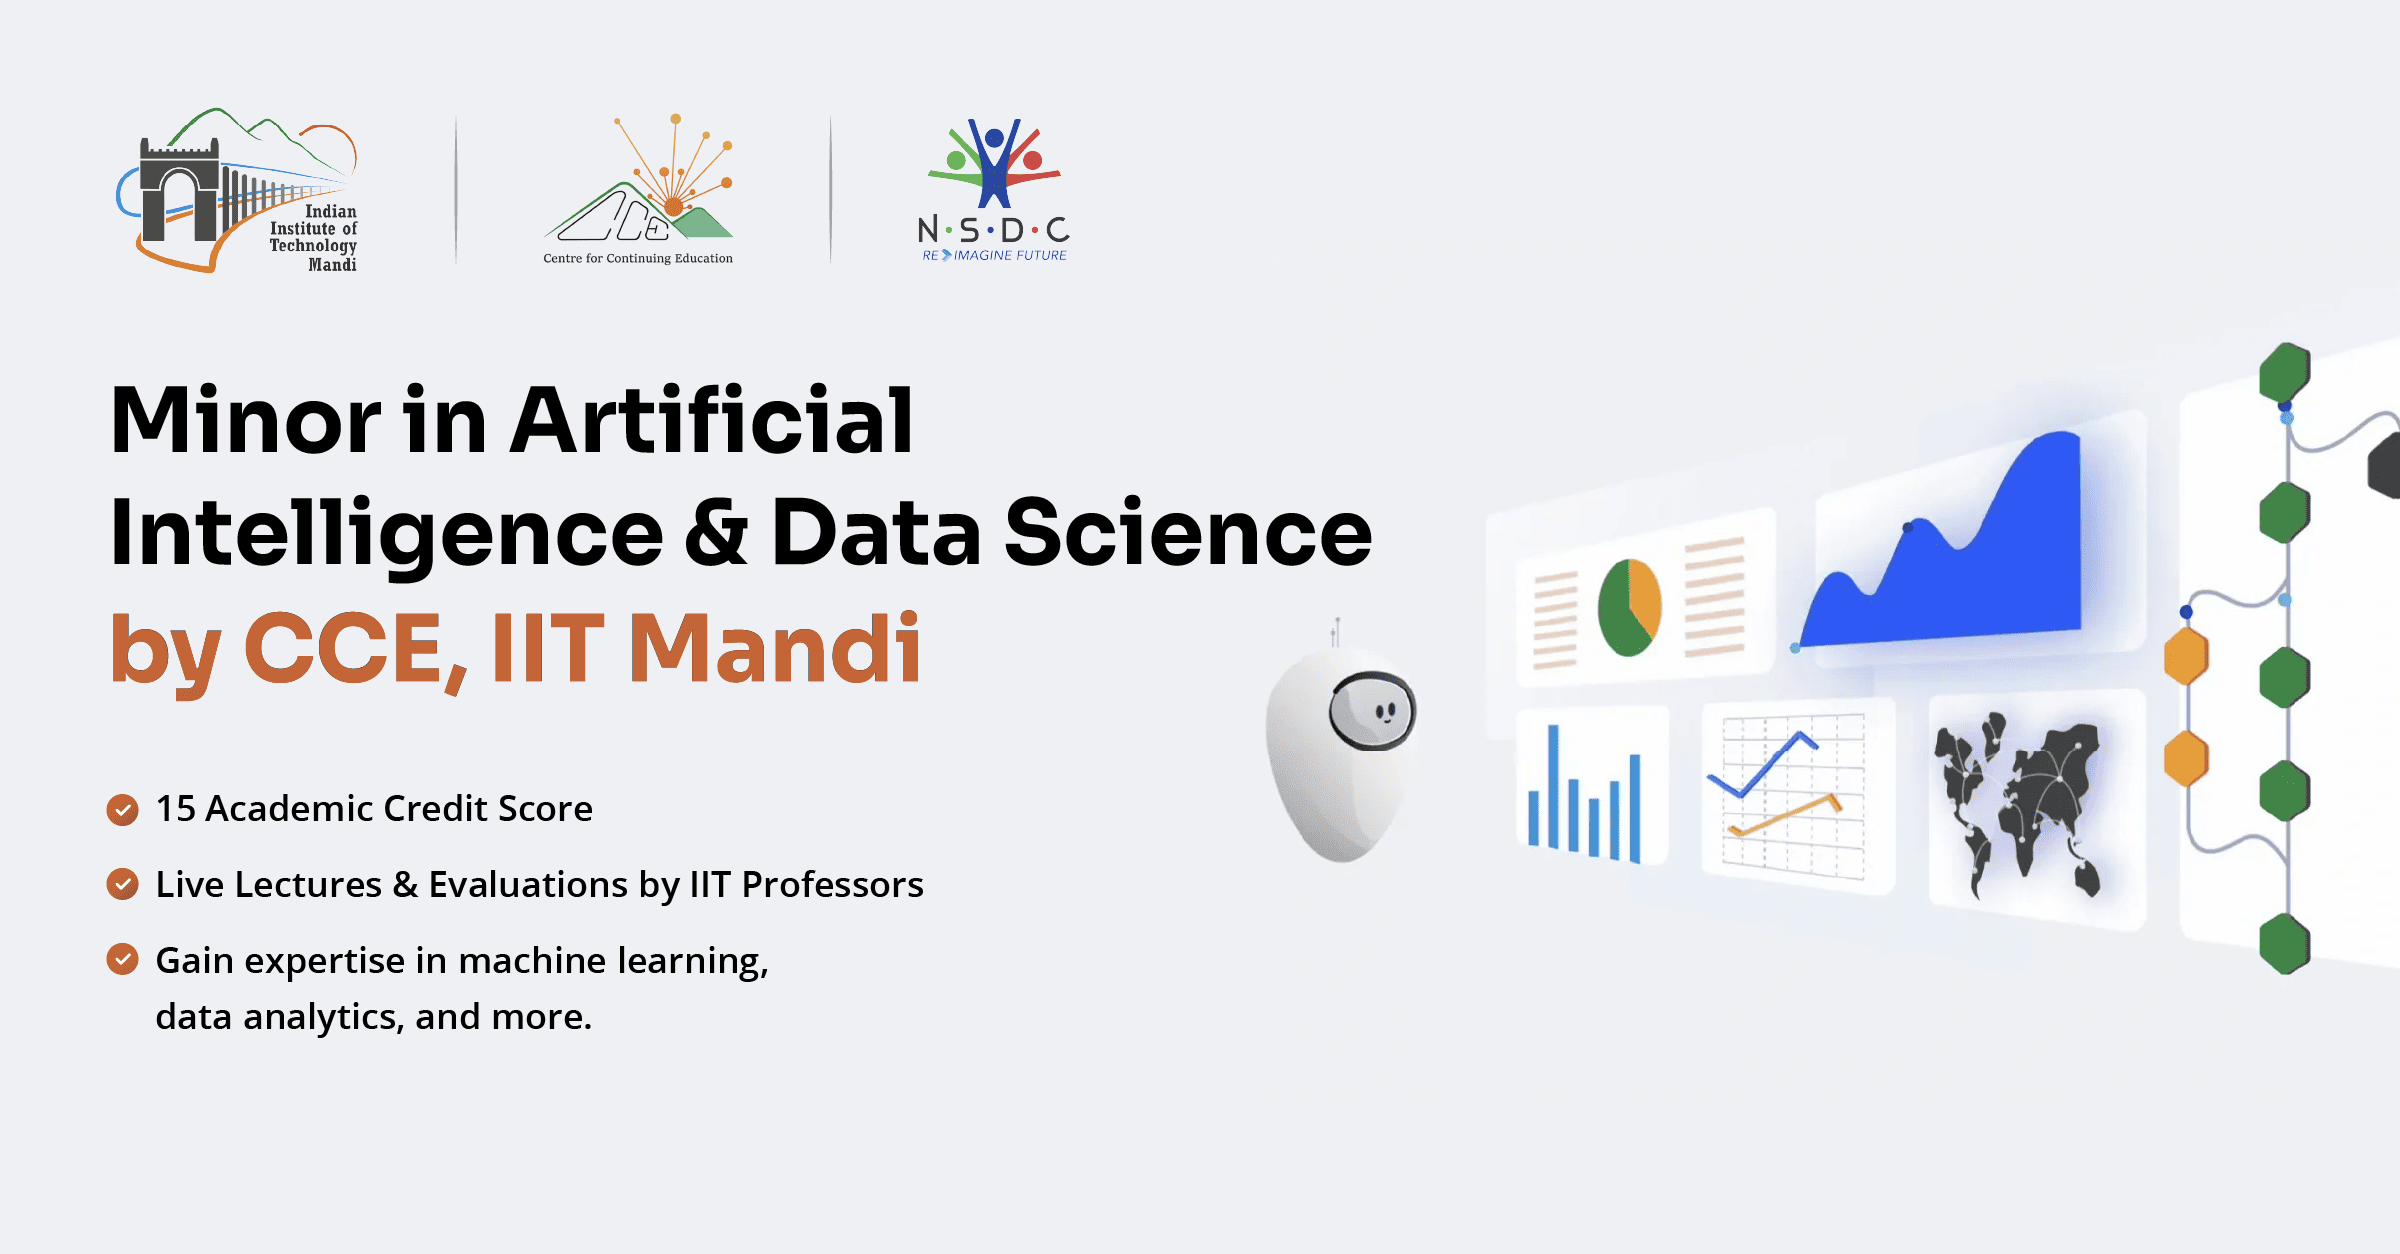 Indian
Institute of
Technology
Mandi
CCE
Centre for Continuing Education
N·S·D·C
RE IMAGINE FUTURE
Minor in Artificial
Intelligence & Data Science
by CCE, IIT Mandi
15 Academic Credit Score
Live Lectures & Evaluations by IIT Professors
Gain expertise in machine learning,
data analytics, and more.